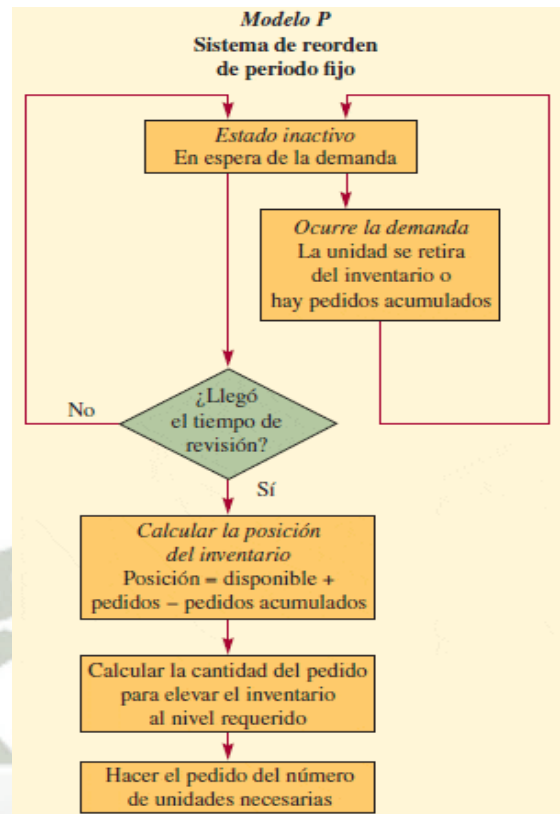 Modelo P
Sistema de reorden
de periodo fijo
Estado inactivo
En espera de la demanda
Ocurre la demanda
La unidad se retira
del inventario o
hay pedidos acumulados
¿Llegó
el tiempo de
revisión?
No
Sí
Calcular la posición
del inventario
Posición = disponible +
pedidos – pedidos acumulados
Calcular la cantidad del pedido
para elevar el inventario
al nivel requerido
Hacer el pedido del número
de unidades necesarias